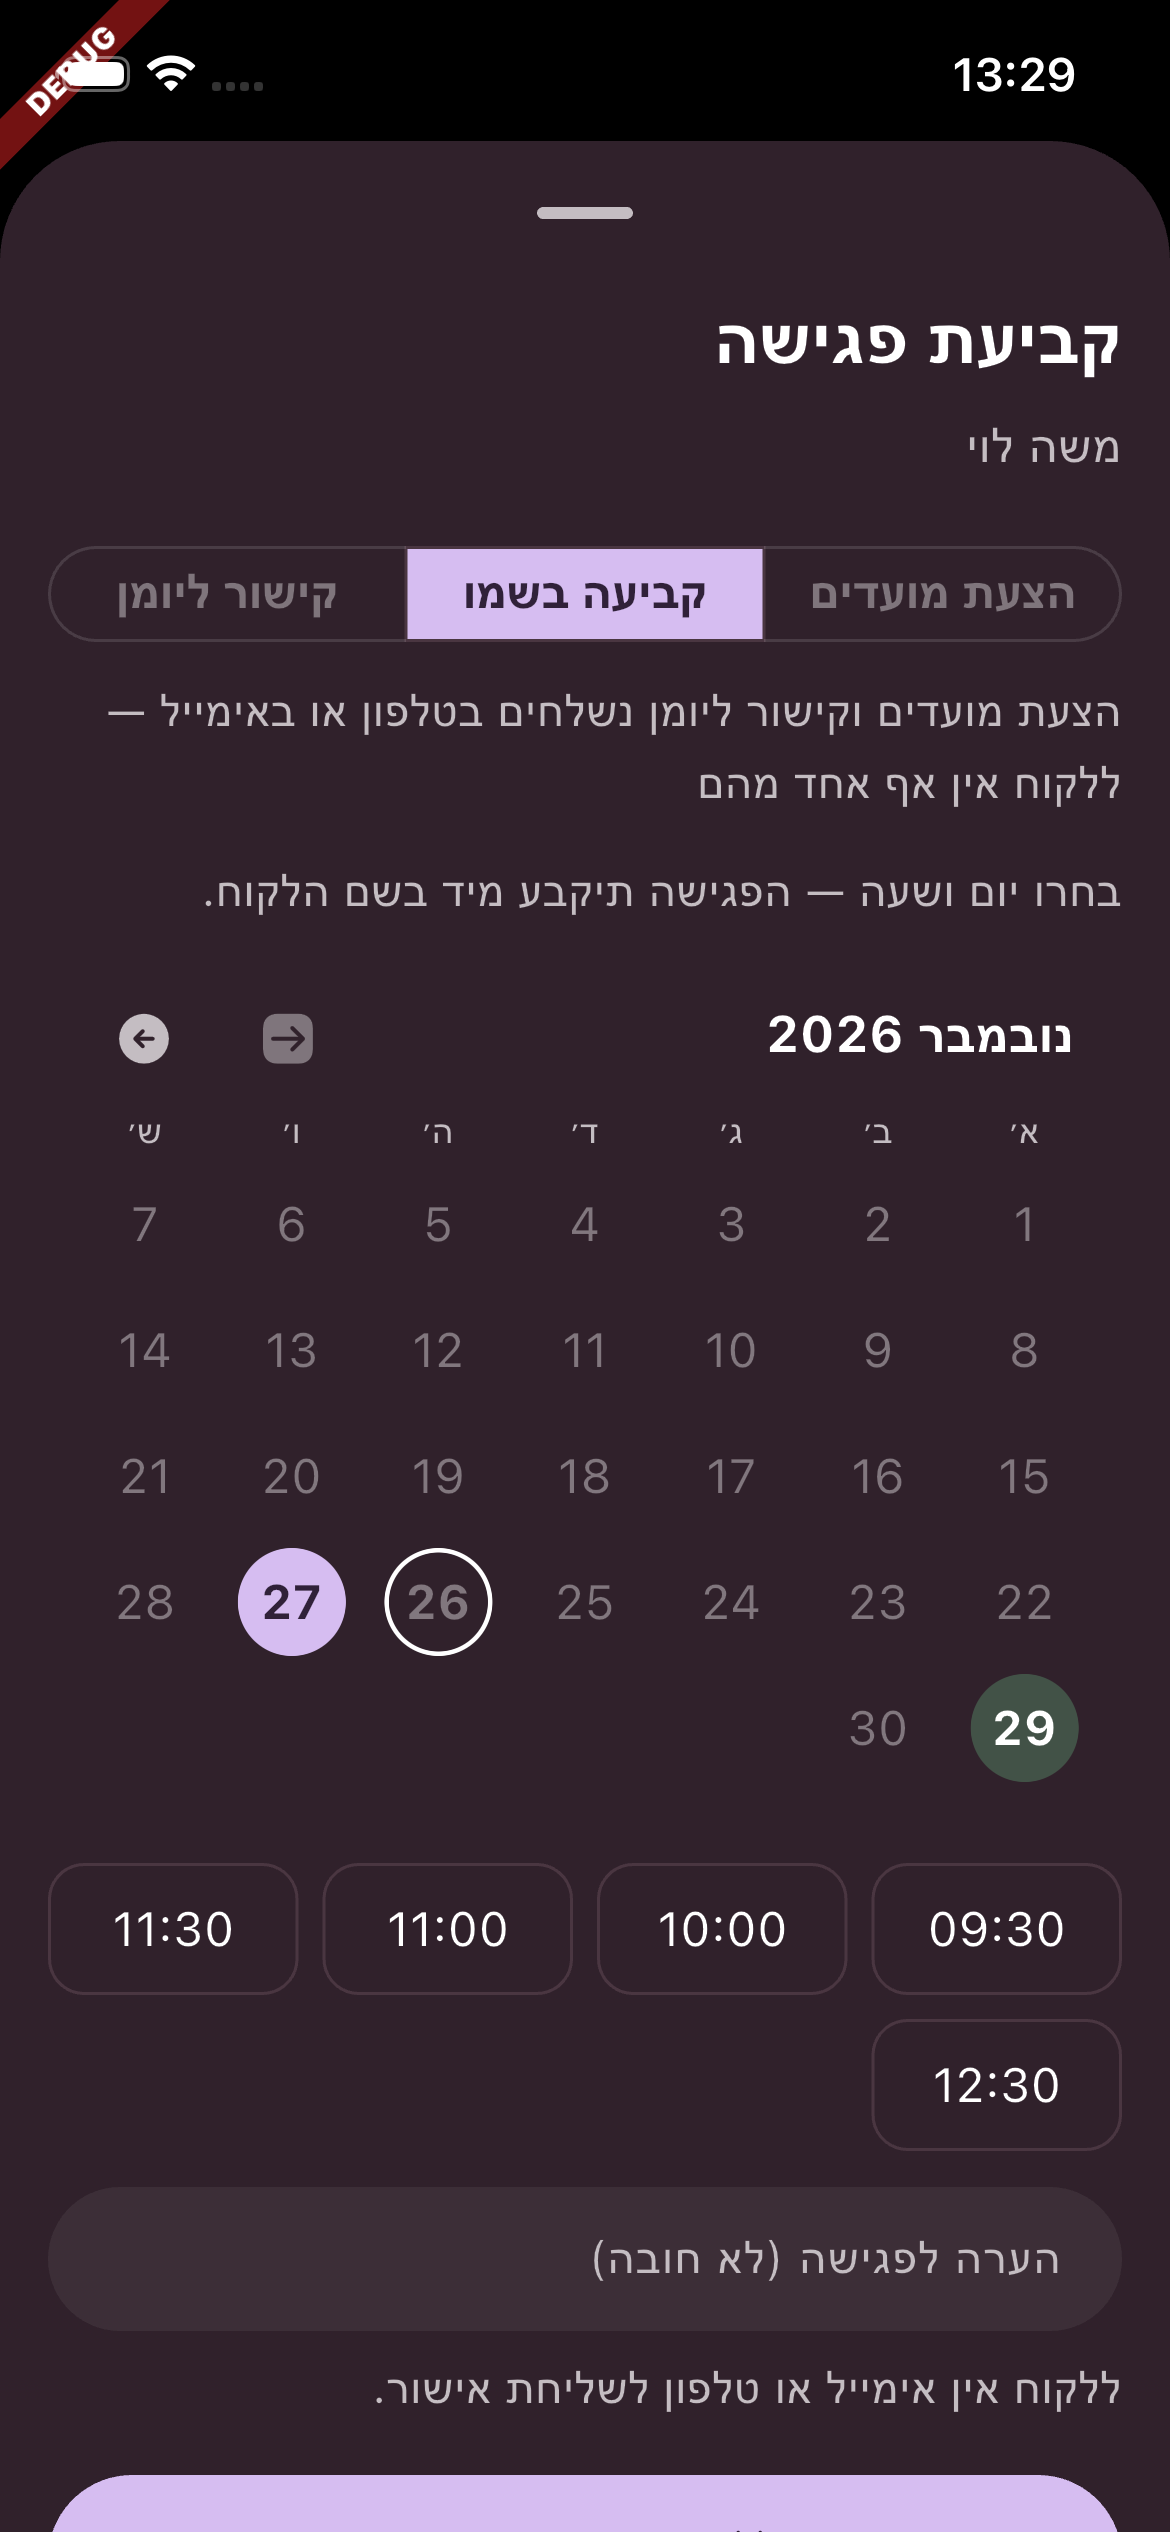 DEBUG
13:29
קביעת פגישה
משה לוי
הצעת מועדים
קביעה בשמו
קישור ליומן
הצעת מועדים וקישור ליומן נשלחים בטלפון או באימייל —
ללקוח אין אף אחד מהם
בחרו יום ושעה — הפגישה תיקבע מיד בשם הלקוח.
נובמבר 2026
א׳ ב׳ ג׳ ד׳ ה׳ ו׳ ש׳
1 2 3 4 5 6 7
8 9 10 11 12 13 14
15 16 17 18 19 20 21
22 23 24 25 26 27 28
29 30
09:30 10:00 11:00 11:30
12:30
הערה לפגישה (לא חובה)
ללקוח אין אימייל או טלפון לשליחת אישור.